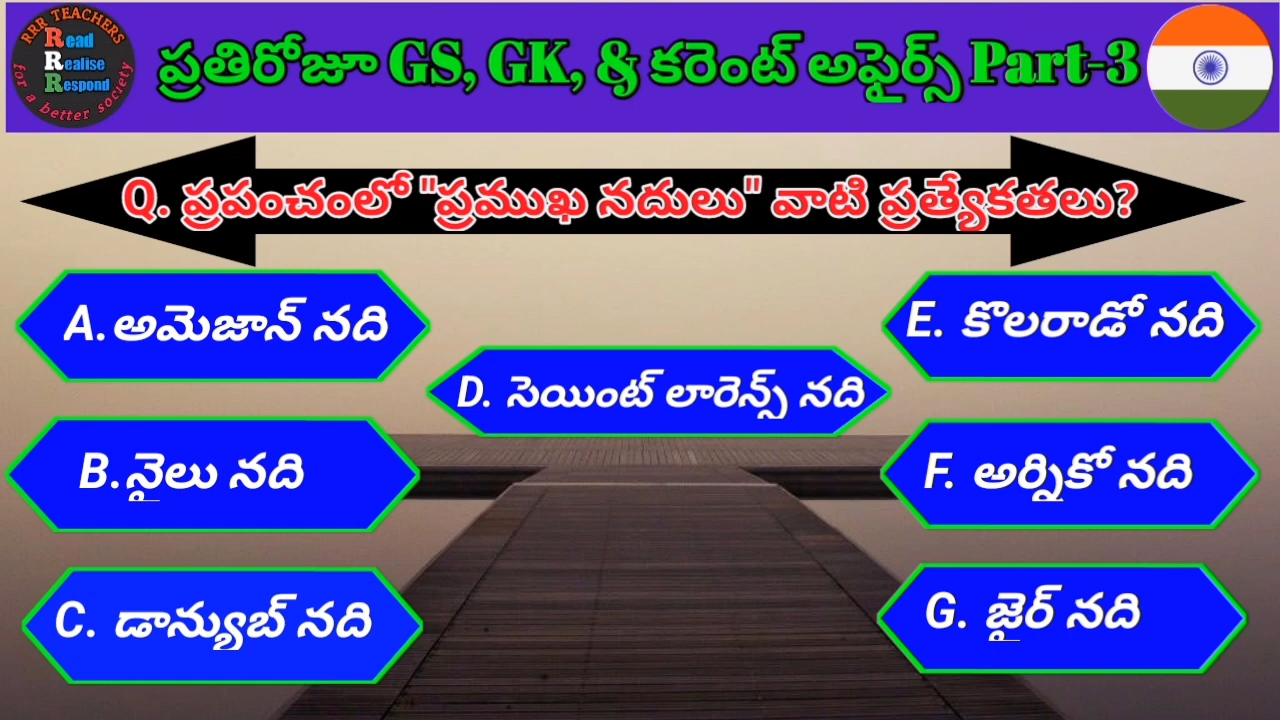 RRR TEACHERS
Read
Realise
Respond
for a better society
ప్రతిరోజూ GS, GK, & కరెంట్ అఫైర్స్ Part-3
Q. ప్రపంచంలో "ప్రముఖ నదులు" వాటి ప్రత్యేకతలు?
A.అమెజాన్ నది
B.నైలు నది
C. డాన్యుబ్ నది
D. సెయింట్ లారెన్స్ నది
E. కొలరాడో నది
F. అర్నికో నది
G. జైర్ నది